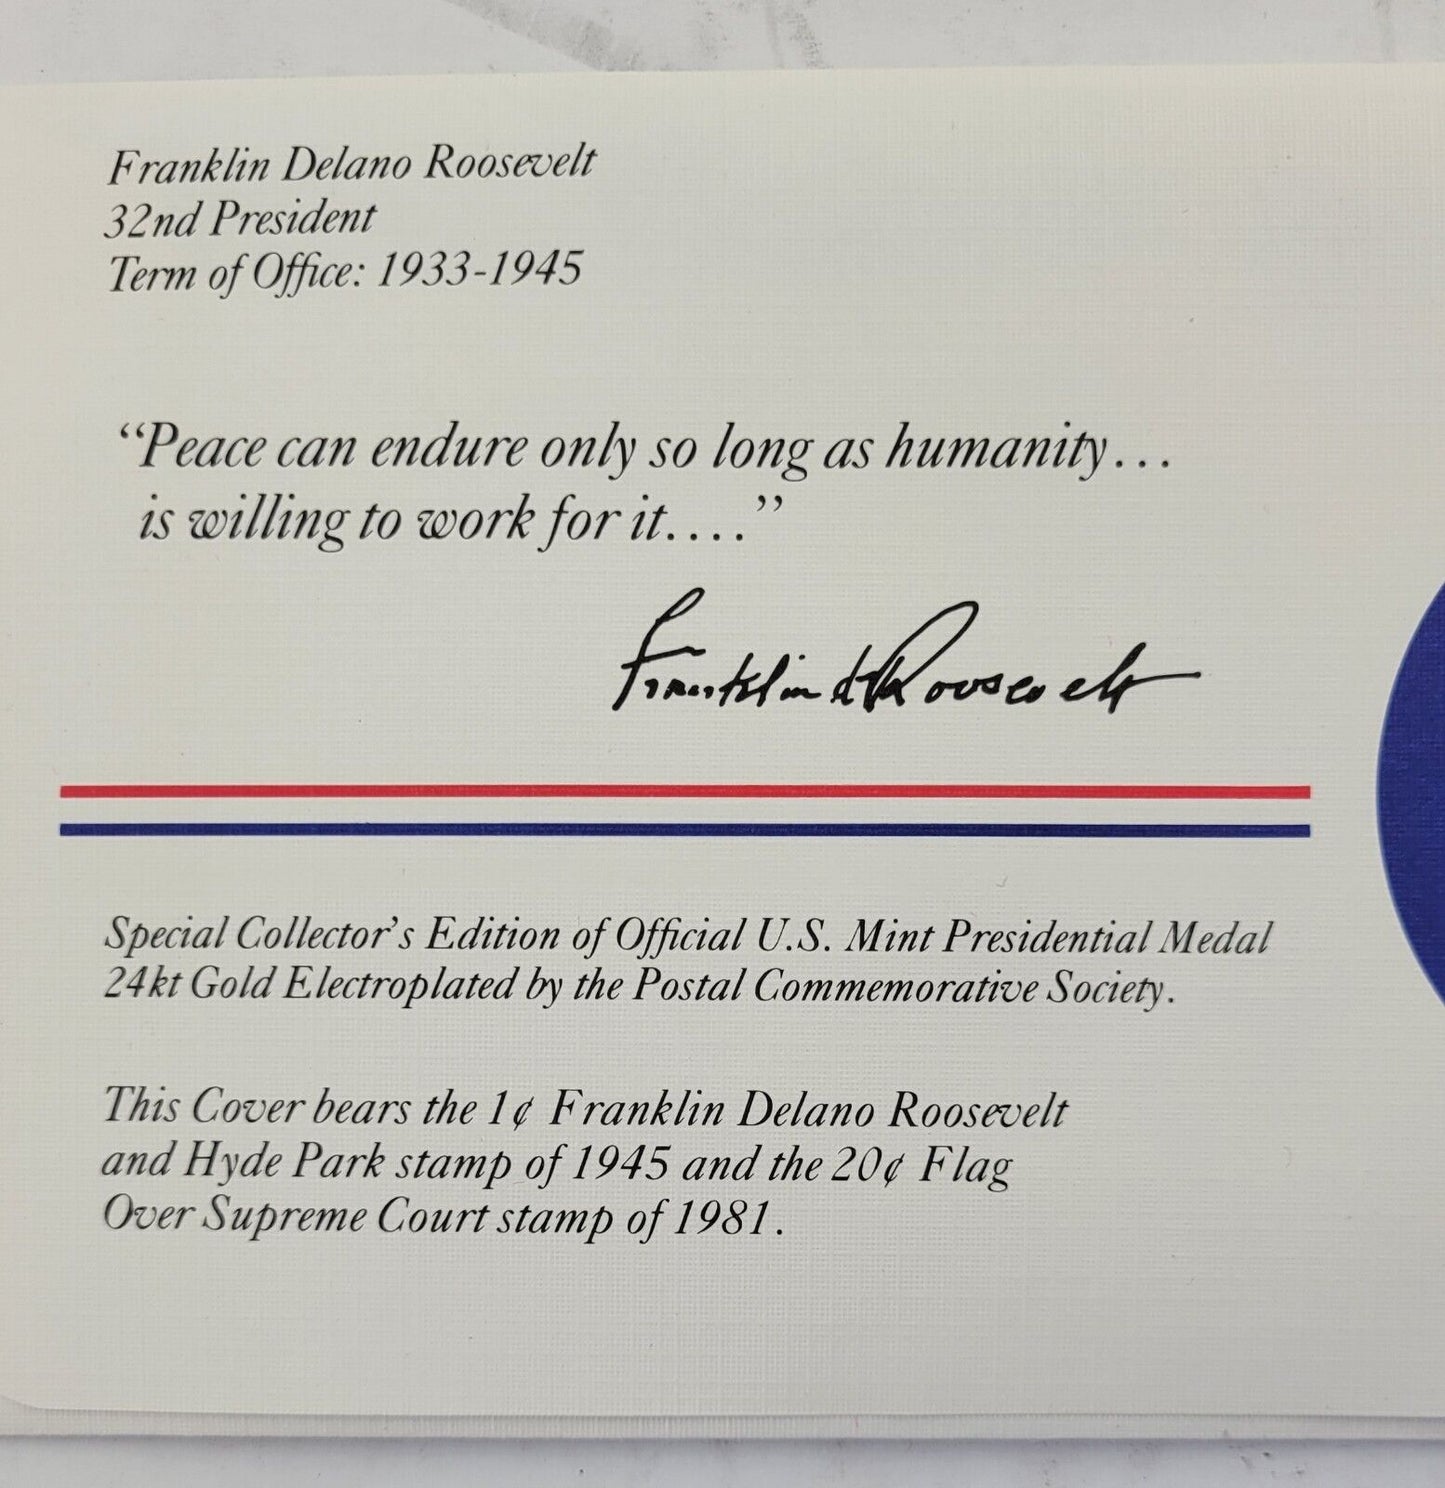 Franklin Delano Roosevelt
32nd President
Term of Office: 1933-1945
“Peace can endure only so long as humanity...
is willing to work for it....”
Franklin D Roosevelt
Special Collector’s Edition of Official U.S. Mint Presidential Medal
24kt Gold Electroplated by the Postal Commemorative Society.
This Cover bears the 1¢ Franklin Delano Roosevelt
and Hyde Park stamp of 1945 and the 20¢ Flag
Over Supreme Court stamp of 1981.